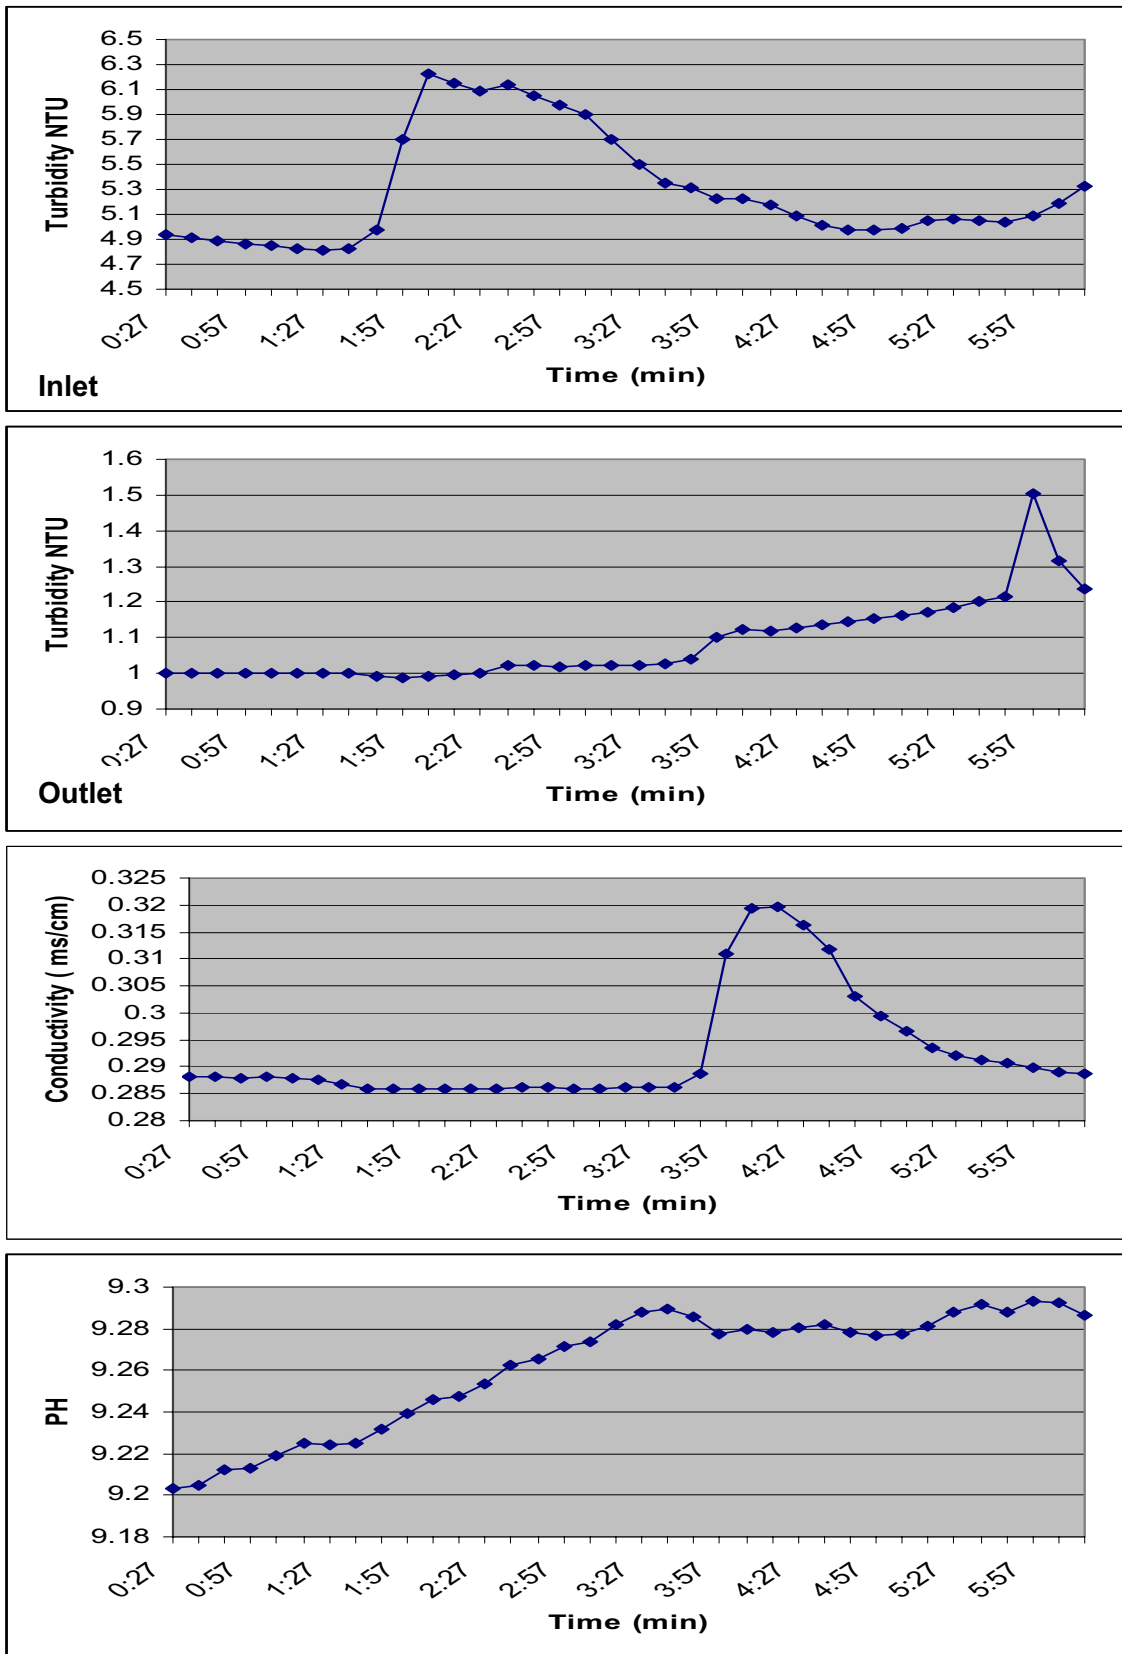 6.5
6.3
6.1
5.9
5.7
5.5
5.3
5.1
4.9
4.7
4.5
Turbidity NTU
0:27 0:57 1:27 1:57 2:27 2:57 3:27 3:57 4:27 4:57 5:27 5:57
Time (min)
Inlet
1.6
1.5
1.4
1.3
1.2
1.1
1
0.9
Turbidity NTU
0:27 0:57 1:27 1:57 2:27 2:57 3:27 3:57 4:27 4:57 5:27 5:57
Time (min)
Outlet
0.325
0.32
0.315
0.31
0.305
0.3
0.295
0.29
0.285
0.28
Conductivity ( ms/cm)
0:27 0:57 1:27 1:57 2:27 2:57 3:27 3:57 4:27 4:57 5:27 5:57
Time (min)
9.3
9.28
9.26
9.24
9.22
9.2
9.18
PH
0:27 0:57 1:27 1:57 2:27 2:57 3:27 3:57 4:27 4:57 5:27 5:57
Time (min)